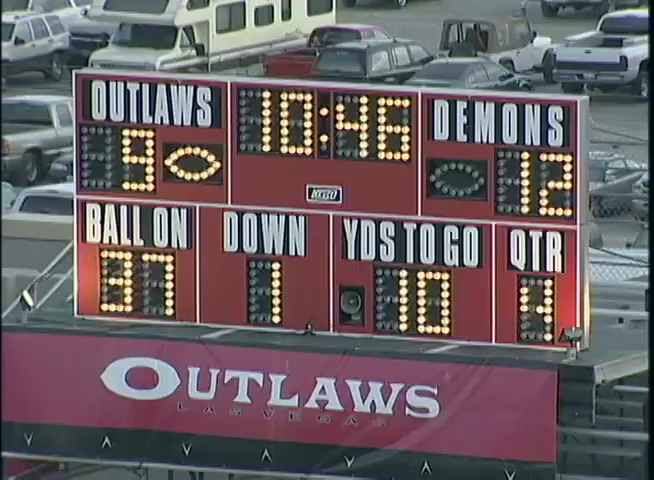 OUTLAWS 10:46 DEMONS
9 12
BALL ON DOWN YDS TO GO QTR
37 1 10 4
OUTLAWS
LAS VEGAS